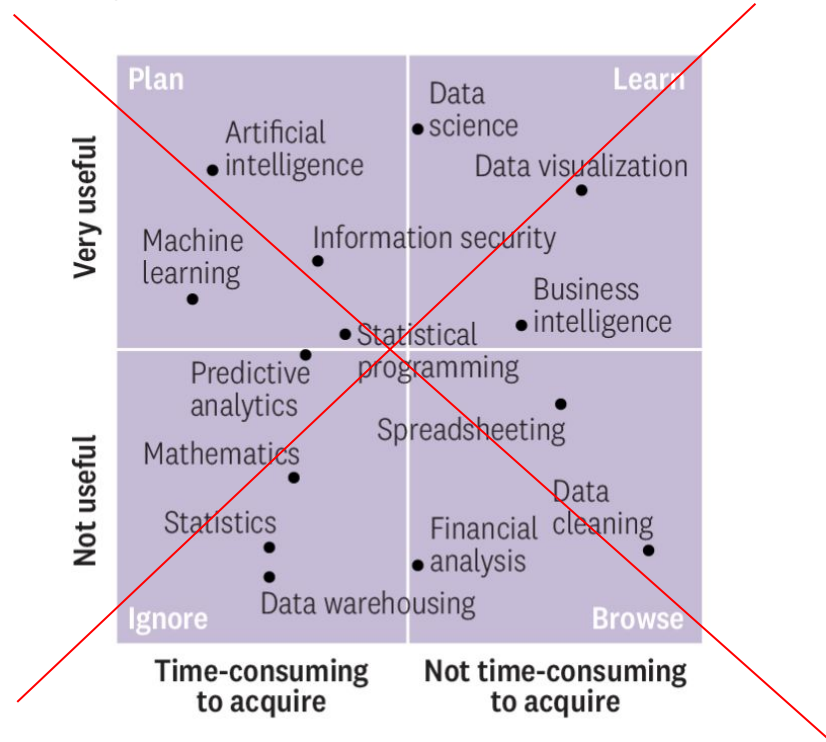 Plan
Learn
Data
science
Artificial
intelligence
Data visualization
Very useful
Machine
learning
Information security
Business
intelligence
Statistical
programming
Predictive
analytics
Spreadsheeting
Not useful
Mathematics
Data
cleaning
Statistics
Financial
analysis
Data warehousing
Ignore
Browse
Time-consuming
to acquire
Not time-consuming
to acquire